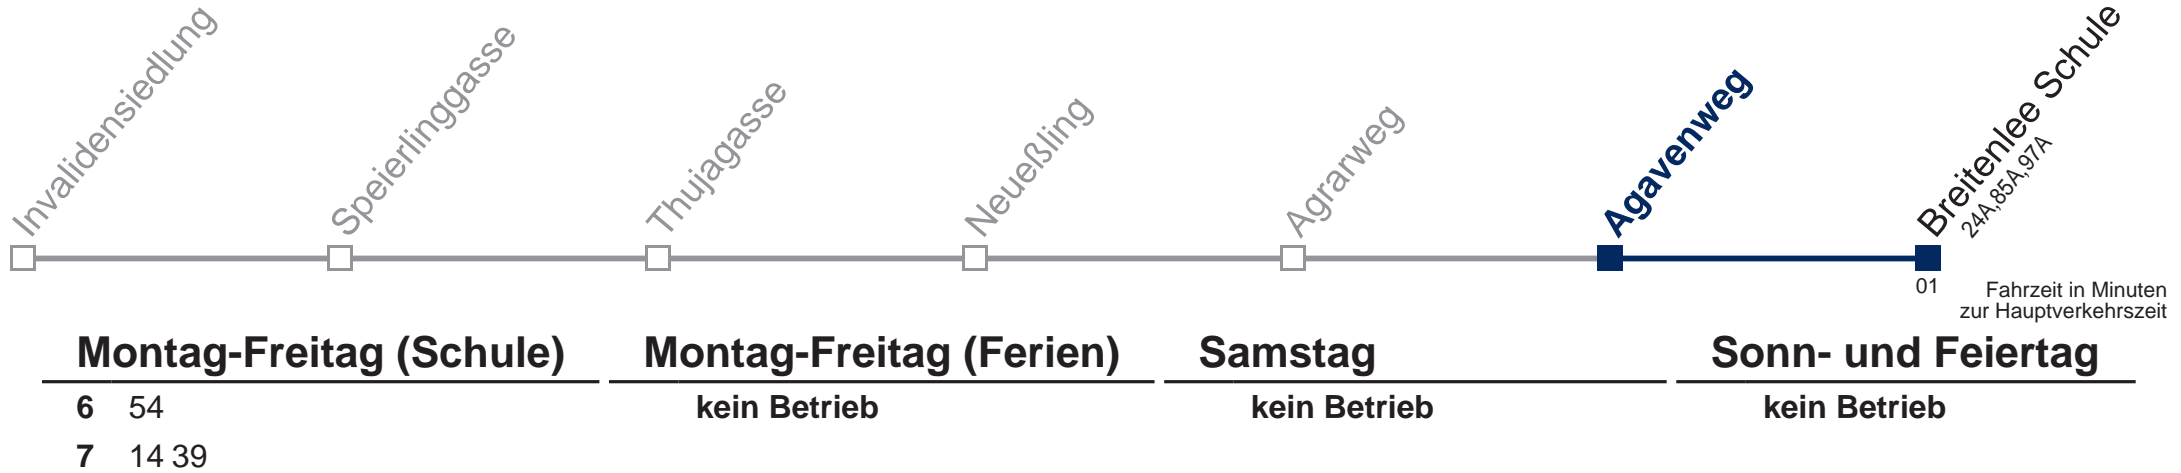 Invalidensiedlung
Speierlinggasse
Thujagasse
Neueßling
Agrarweg
Agavenweg
Breitenlee Schule
24A,85A,97A
01
Fahrzeit in Minuten
zur Hauptverkehrszeit
Montag-Freitag (Schule)
6 54
7 14 39
Montag-Freitag (Ferien)
kein Betrieb
Samstag
kein Betrieb
Sonn- und Feiertag
kein Betrieb